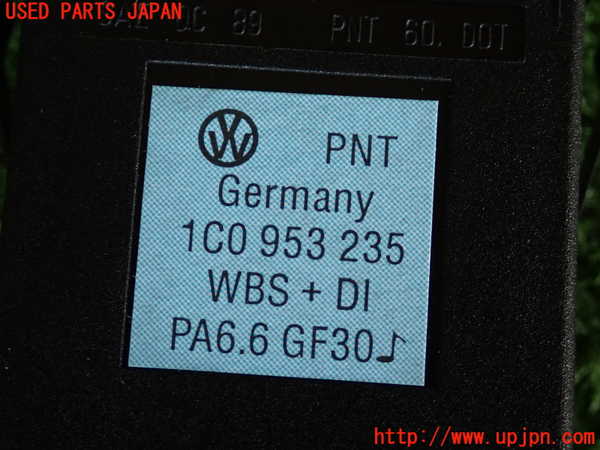 USED PARTS JAPAN
89 PNT 60. DOT
PNT
Germany
1C0 953 235
WBS + DI
PA6.6 GF30
http://www.upjpn.com